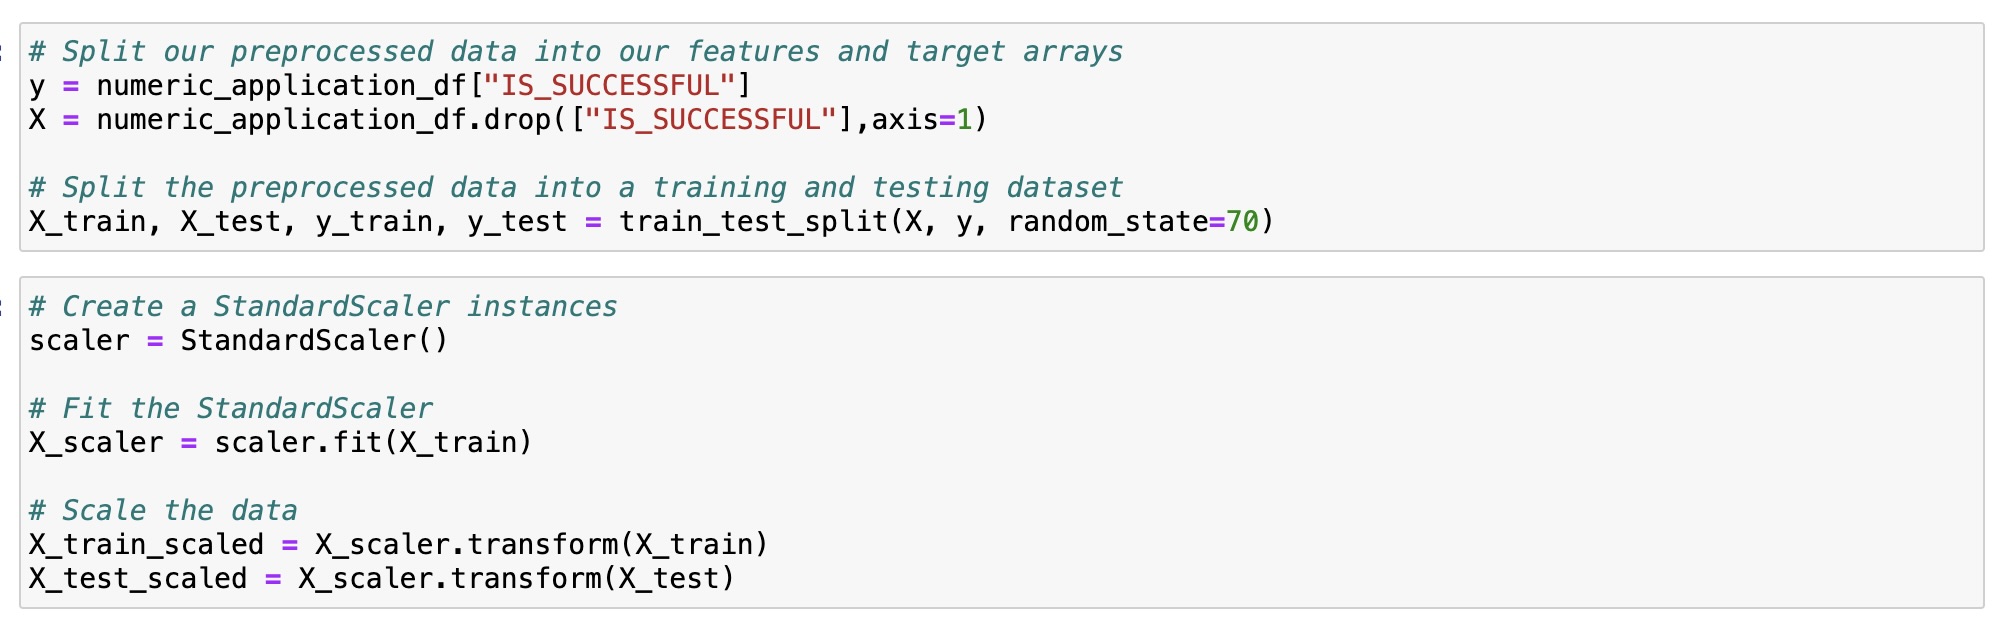 # Split our preprocessed data into our features and target arrays
y = numeric_application_df["IS_SUCCESSFUL"]
X = numeric_application_df.drop(["IS_SUCCESSFUL"],axis=1)
# Split the preprocessed data into a training and testing dataset
X_train, X_test, y_train, y_test = train_test_split(X, y, random_state=70)
# Create a StandardScaler instances
scaler = StandardScaler()
# Fit the StandardScaler
X_scaler = scaler.fit(X_train)
# Scale the data
X_train_scaled = X_scaler.transform(X_train)
X_test_scaled = X_scaler.transform(X_test)